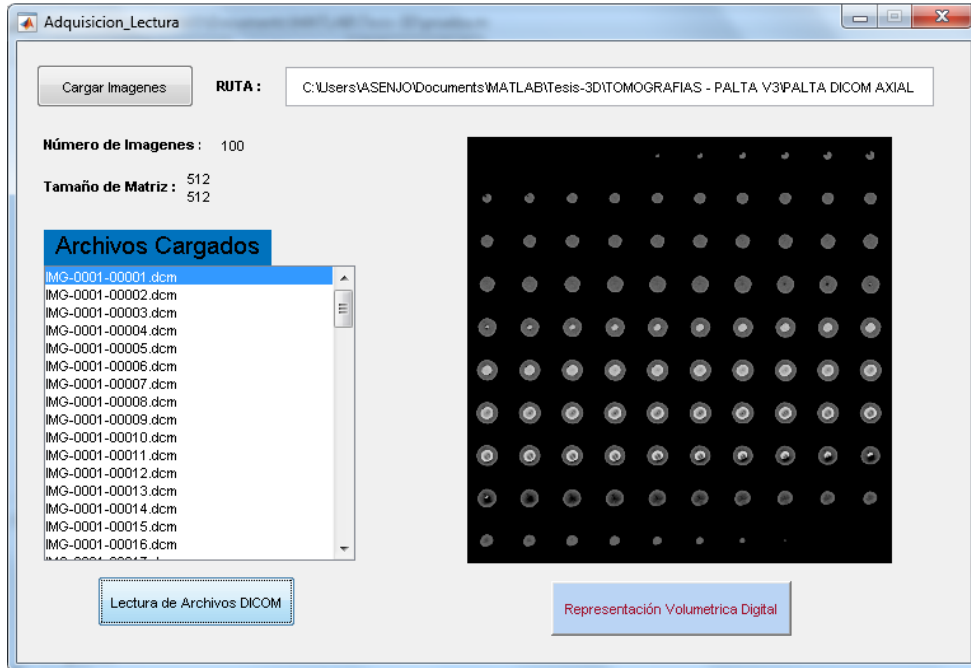 Adquisicion_Lectura
Cargar Imagenes
RUTA :
C:\Users\ASENJO\Documents\MATLAB\Tesis-3D\TOMOGRAFIAS - PALTA V3\PALTA DICOM AXIAL
Número de Imagenes : 100
Tamaño de Matriz : 512
512
Archivos Cargados
IMG-0001-00001.dcm
IMG-0001-00002.dcm
IMG-0001-00003.dcm
IMG-0001-00004.dcm
IMG-0001-00005.dcm
IMG-0001-00006.dcm
IMG-0001-00007.dcm
IMG-0001-00008.dcm
IMG-0001-00009.dcm
IMG-0001-00010.dcm
IMG-0001-00011.dcm
IMG-0001-00012.dcm
IMG-0001-00013.dcm
IMG-0001-00014.dcm
IMG-0001-00015.dcm
IMG-0001-00016.dcm
Lectura de Archivos DICOM
Representación Volumetrica Digital